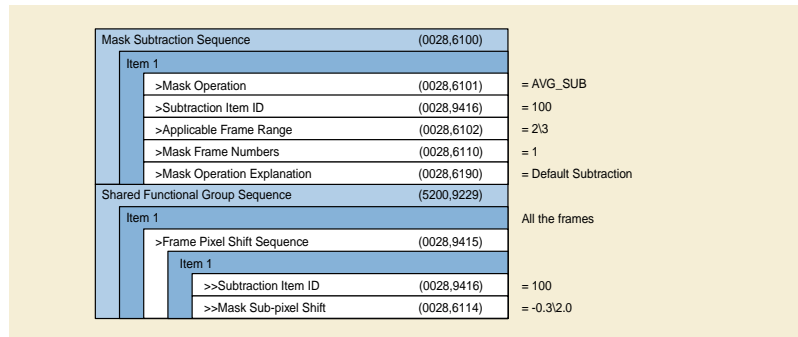 Mask Subtraction Sequence (0028,6100)
Item 1
>Mask Operation (0028,6101) = AVG_SUB
>Subtraction Item ID (0028,9416) = 100
>Applicable Frame Range (0028,6102) = 2\3
>Mask Frame Numbers (0028,6110) = 1
>Mask Operation Explanation (0028,6190) = Default Subtraction
Shared Functional Group Sequence (5200,9229)
Item 1 All the frames
>Frame Pixel Shift Sequence (0028,9415)
Item 1
>>Subtraction Item ID (0028,9416) = 100
>>Mask Sub-pixel Shift (0028,6114) = -0.3\2.0